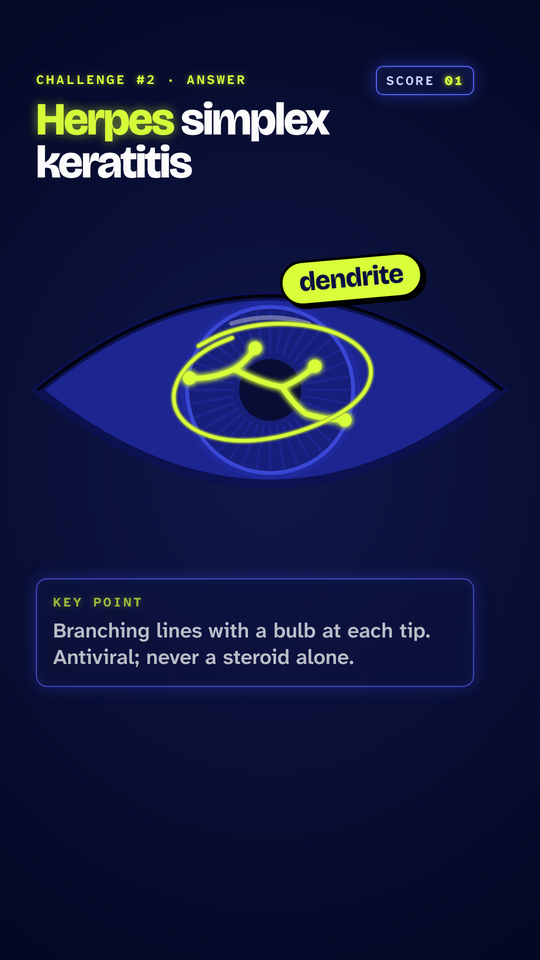 CHALLENGE #2 · ANSWER
SCORE 01
Herpes simplex
keratitis
dendrite
KEY POINT
Branching lines with a bulb at each tip.
Antiviral; never a steroid alone.